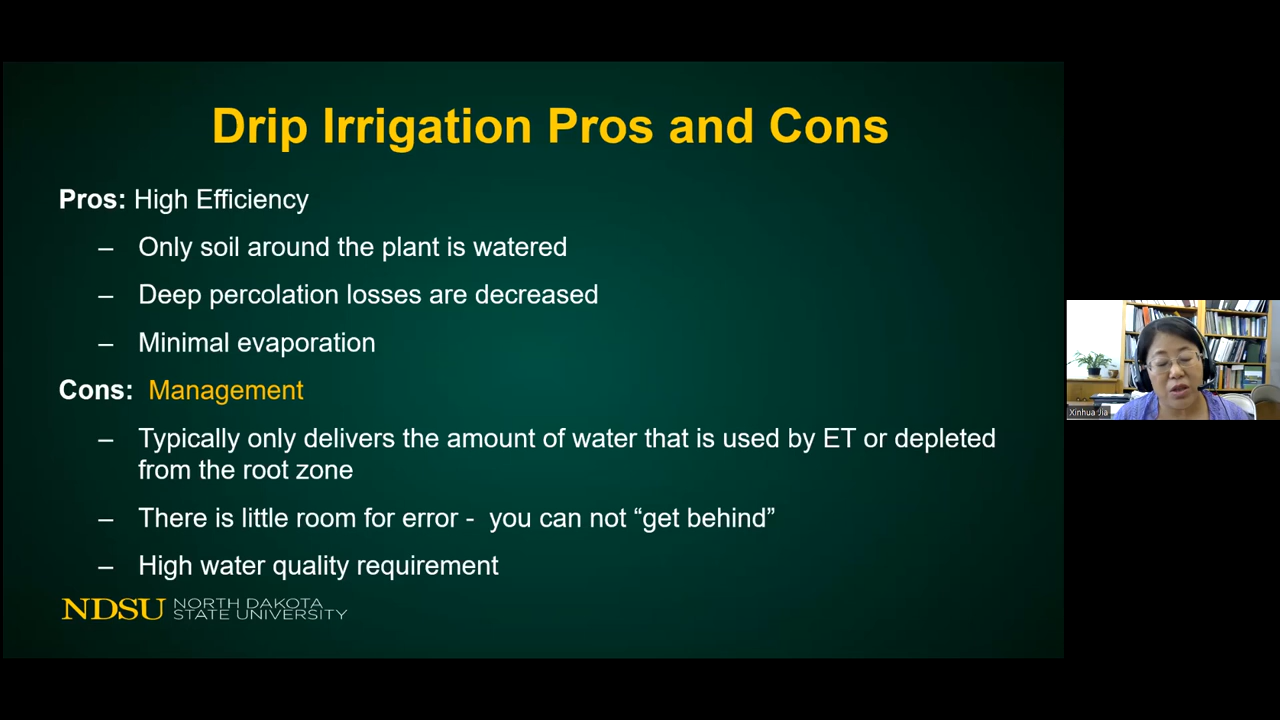 Drip Irrigation Pros and Cons
Pros: High Efficiency
– Only soil around the plant is watered
– Deep percolation losses are decreased
– Minimal evaporation
Cons: Management
– Typically only delivers the amount of water that is used by ET or depleted
from the root zone
– There is little room for error - you can not “get behind”
– High water quality requirement
NDSU NORTH DAKOTA
STATE UNIVERSITY
Xinhua Jia